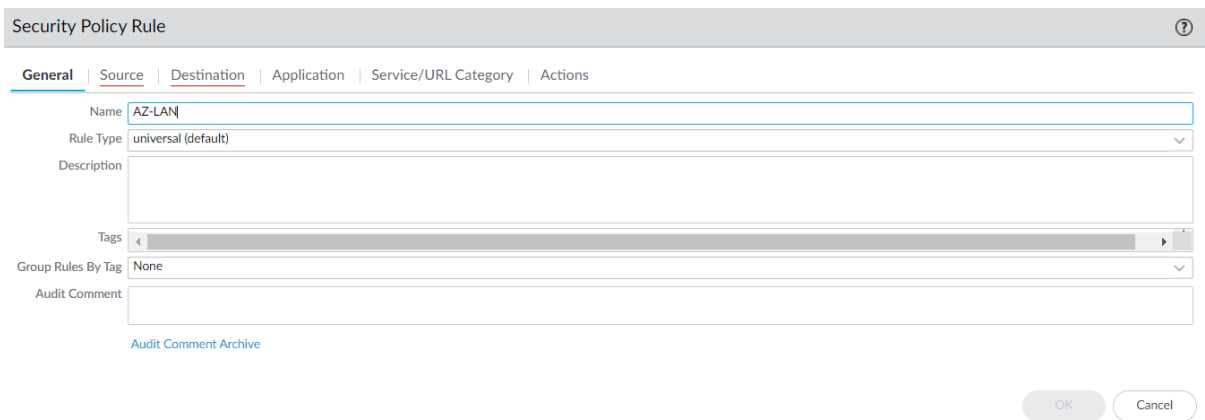 Security Policy Rule
General | Source | Destination | Application | Service/URL Category | Actions
Name AZ-LAN
Rule Type universal (default)
Description
Tags
Group Rules By Tag None
Audit Comment
Audit Comment Archive
OK Cancel